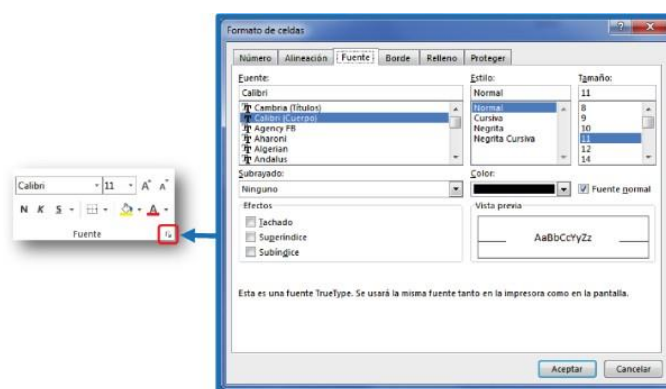 Calibri 11 A A
N K S A
Fuente
Formato de celdas
Número Alineación Fuente Borde Relleno Proteger
Fuente: Estilo: Tamaño:
Calibri Normal 11
Cambria (Títulos) Normal 8
Calibri (Cuerpo) Cursiva 9
Agency FB Negrita 10
Aharoni Negrita Cursiva 11
Algerian 12
Andalus 14
Subrayado: Color:
Ninguno Fuente normal
Efectos Vista previa
Tachado
Superíndice AaBbCcYyZz
Subíndice
Esta es una fuente TrueType. Se usará la misma fuente tanto en la impresora como en la pantalla.
Aceptar Cancelar